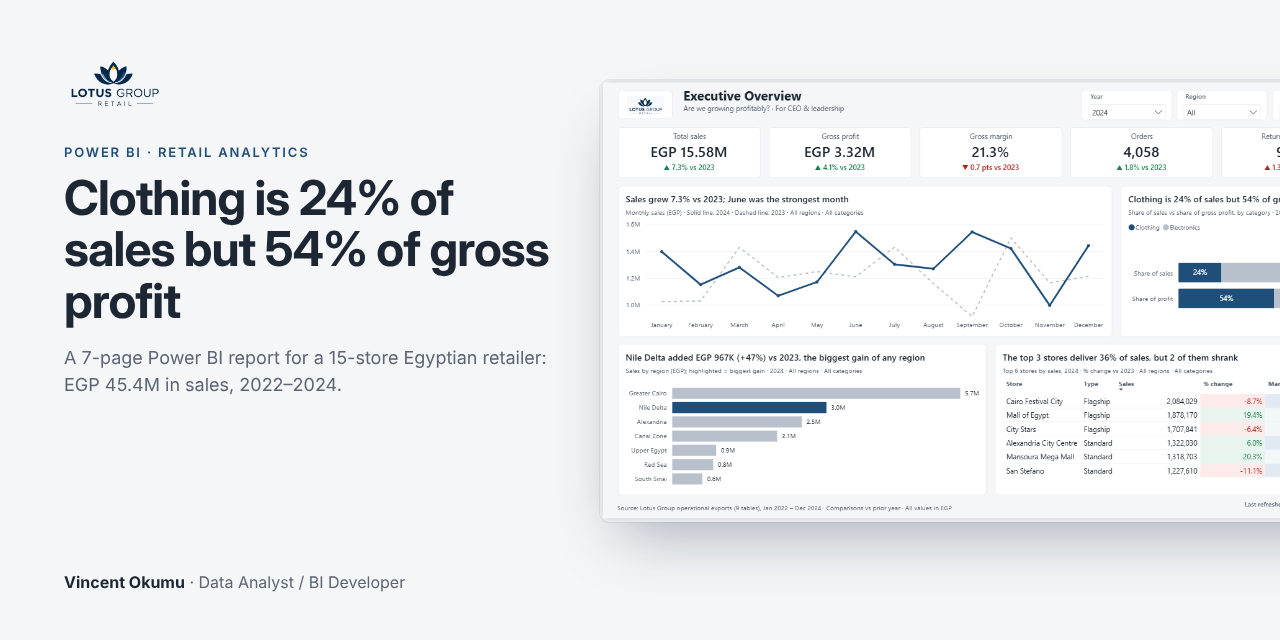 LOTUS GROUP
RETAIL
POWER BI · RETAIL ANALYTICS
Clothing is 24% of
sales but 54% of gross
profit
A 7-page Power BI report for a 15-store Egyptian retailer:
EGP 45.4M in sales, 2022–2024.
Vincent Okumu · Data Analyst / BI Developer
LOTUS GROUP
Executive Overview
Are we growing profitably? · For CEO & leadership
Year
2024
Region
All
Total sales
EGP 15.58M
▲ 7.3% vs 2023
Gross profit
EGP 3.32M
▲ 4.1% vs 2023
Gross margin
21.3%
▼ 0.7 pts vs 2023
Orders
4,058
▲ 1.8% vs 2023
Sales grew 7.3% vs 2023; June was the strongest month
Monthly sales (EGP) · Solid line: 2024 · Dashed line: 2023 · All regions · All categories
1.6M
1.4M
1.2M
1.0M
January February March April May June July August September October November December
Clothing is 24% of sales but 54% of
Share of sales vs share of gross profit, by category
Clothing Electronics
Share of sales 24%
Share of profit 54%
Nile Delta added EGP 967K (+47%) vs 2023, the biggest gain of any region
Sales by region (EGP); highlighted = biggest gain · 2024 · All regions · All categories
Greater Cairo 5.7M
Nile Delta 3.0M
Alexandria 2.5M
Canal Zone 2.1M
Upper Egypt 0.9M
Red Sea 0.8M
South Sinai 0.6M
The top 3 stores deliver 36% of sales, but 2 of them shrank
Top 6 stores by sales, 2024 · % change vs 2023 · All regions · All categories
Store Type Sales % change
Cairo Festival City Flagship 2,084,029 -8.7%
Mall of Egypt Flagship 1,878,170 19.4%
City Stars Flagship 1,707,841 -6.4%
Alexandria City Centre Standard 1,322,030 6.0%
Mansoura Mega Mall Standard 1,318,703 20.3%
San Stefano Standard 1,227,610 -11.1%
Source: Lotus Group operational exports (9 tables), Jan 2022 – Dec 2024 · Comparisons vs prior year · All values in EGP
Last